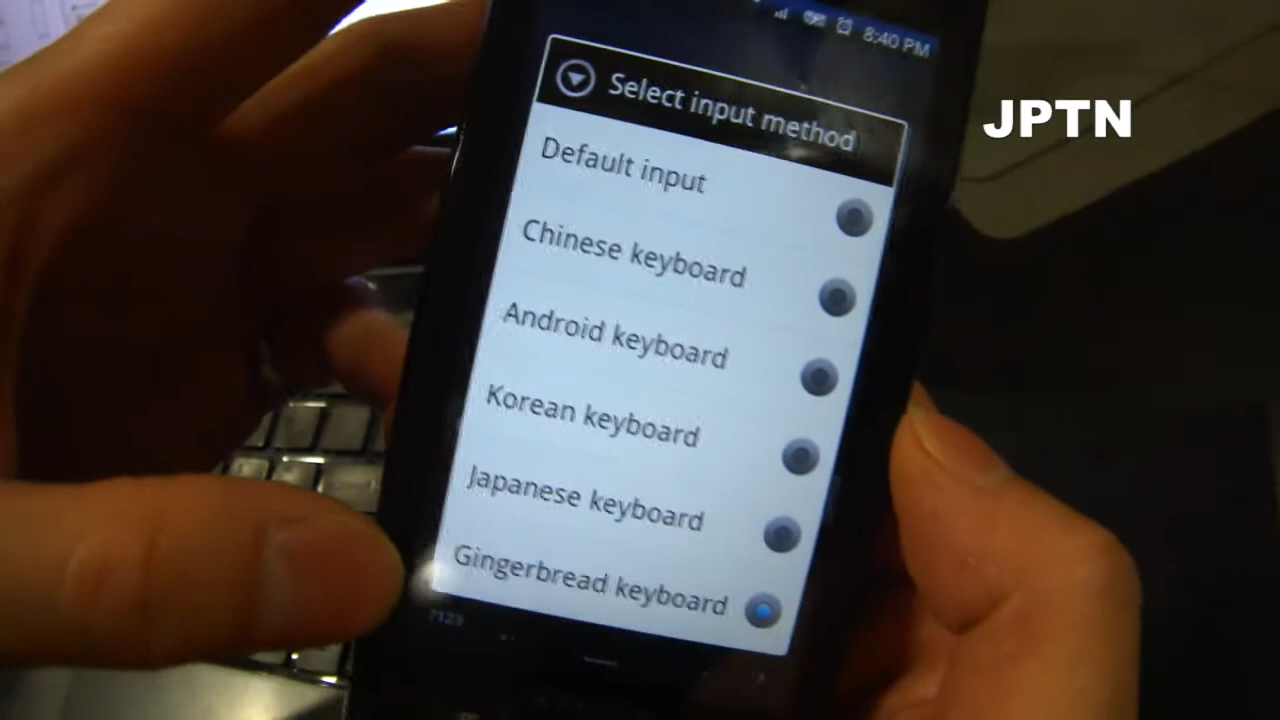 8:40 PM
Select input method
JPTN
Default input
Chinese keyboard
Android keyboard
Korean keyboard
Japanese keyboard
Gingerbread keyboard
?123